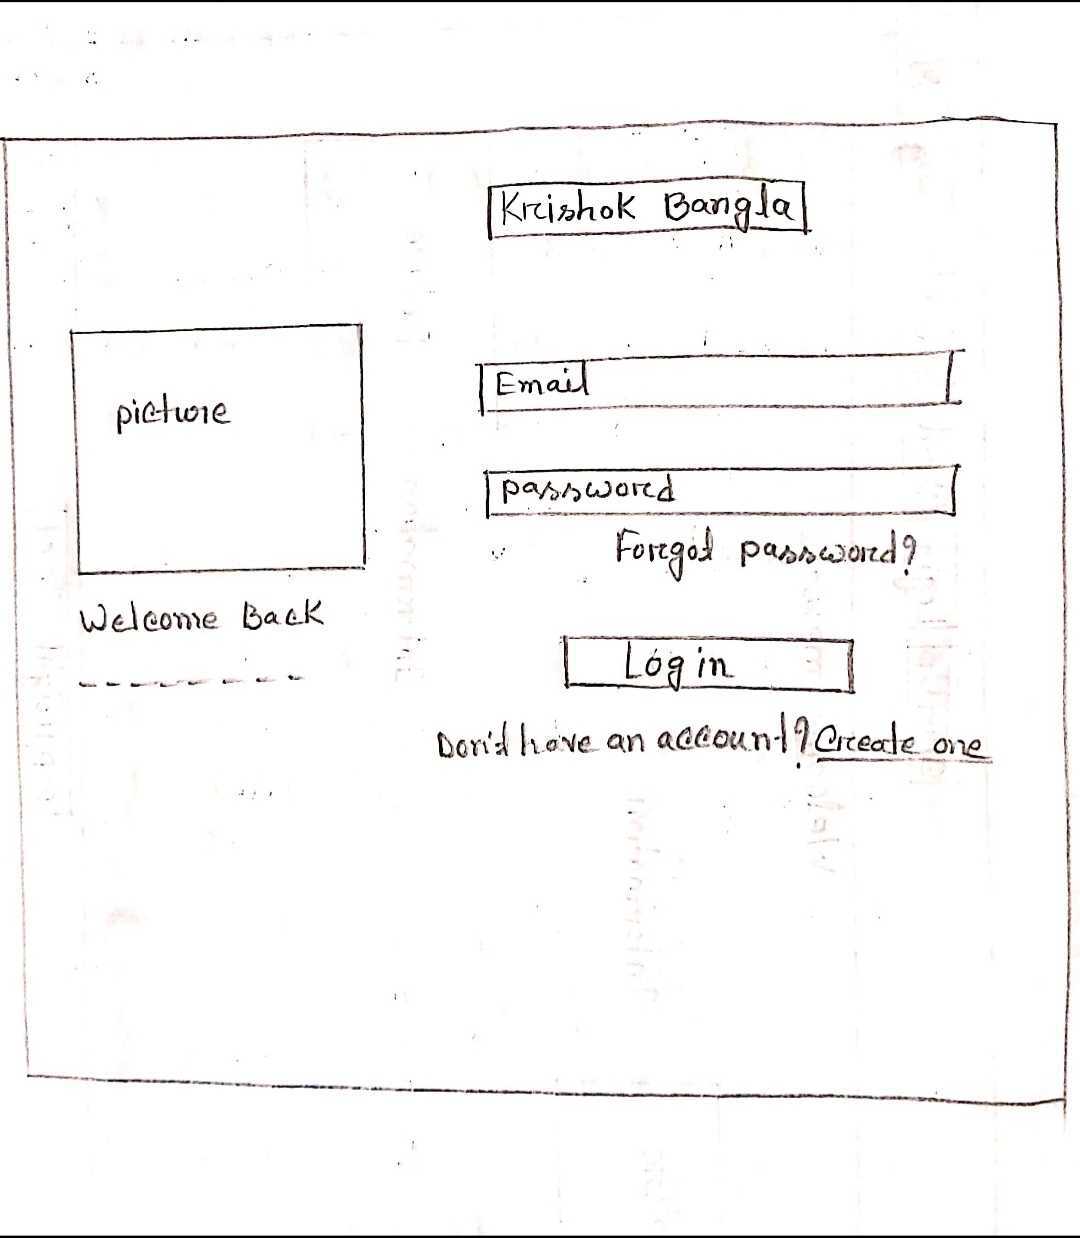 Krishok Bangla
Email
password
Forgot password?
Log in
Don't have an account? Create one
picture
Welcome Back